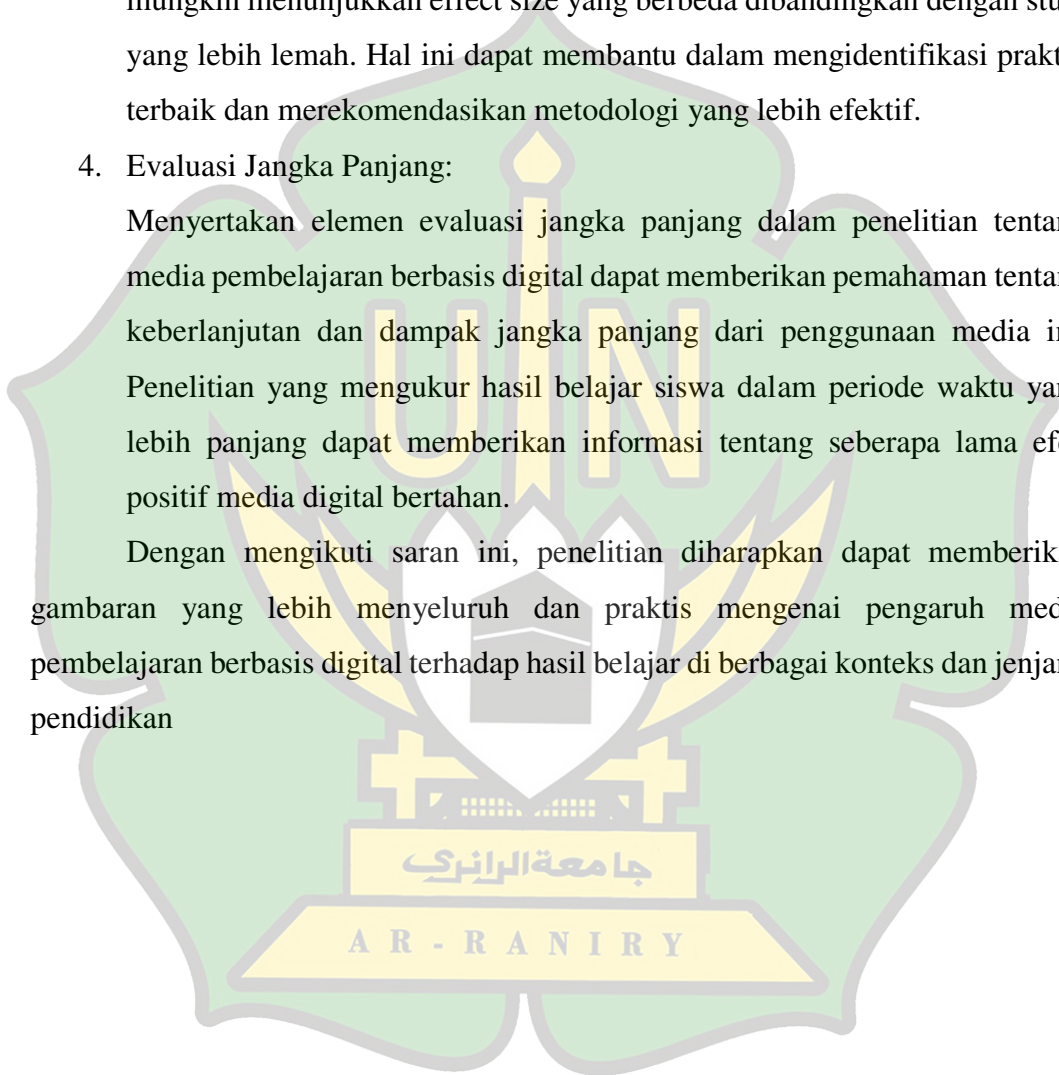 mungkin menunjukkan effect size yang berbeda dibandingkan dengan stu
yang lebih lemah. Hal ini dapat membantu dalam mengidentifikasi prakt
terbaik dan merekomendasikan metodologi yang lebih efektif.
4. Evaluasi Jangka Panjang:
Menyertakan elemen evaluasi jangka panjang dalam penelitian tentan
media pembelajaran berbasis digital dapat memberikan pemahaman tentan
keberlanjutan dan dampak jangka panjang dari penggunaan media in
Penelitian yang mengukur hasil belajar siswa dalam periode waktu yan
lebih panjang dapat memberikan informasi tentang seberapa lama efe
positif media digital bertahan.
Dengan mengikuti saran ini, penelitian diharapkan dapat memberik
gambaran yang lebih menyeluruh dan praktis mengenai pengaruh med
pembelajaran berbasis digital terhadap hasil belajar di berbagai konteks dan jenjan
pendidikan
UIN
جامعةالرانري
AR-RANIRY